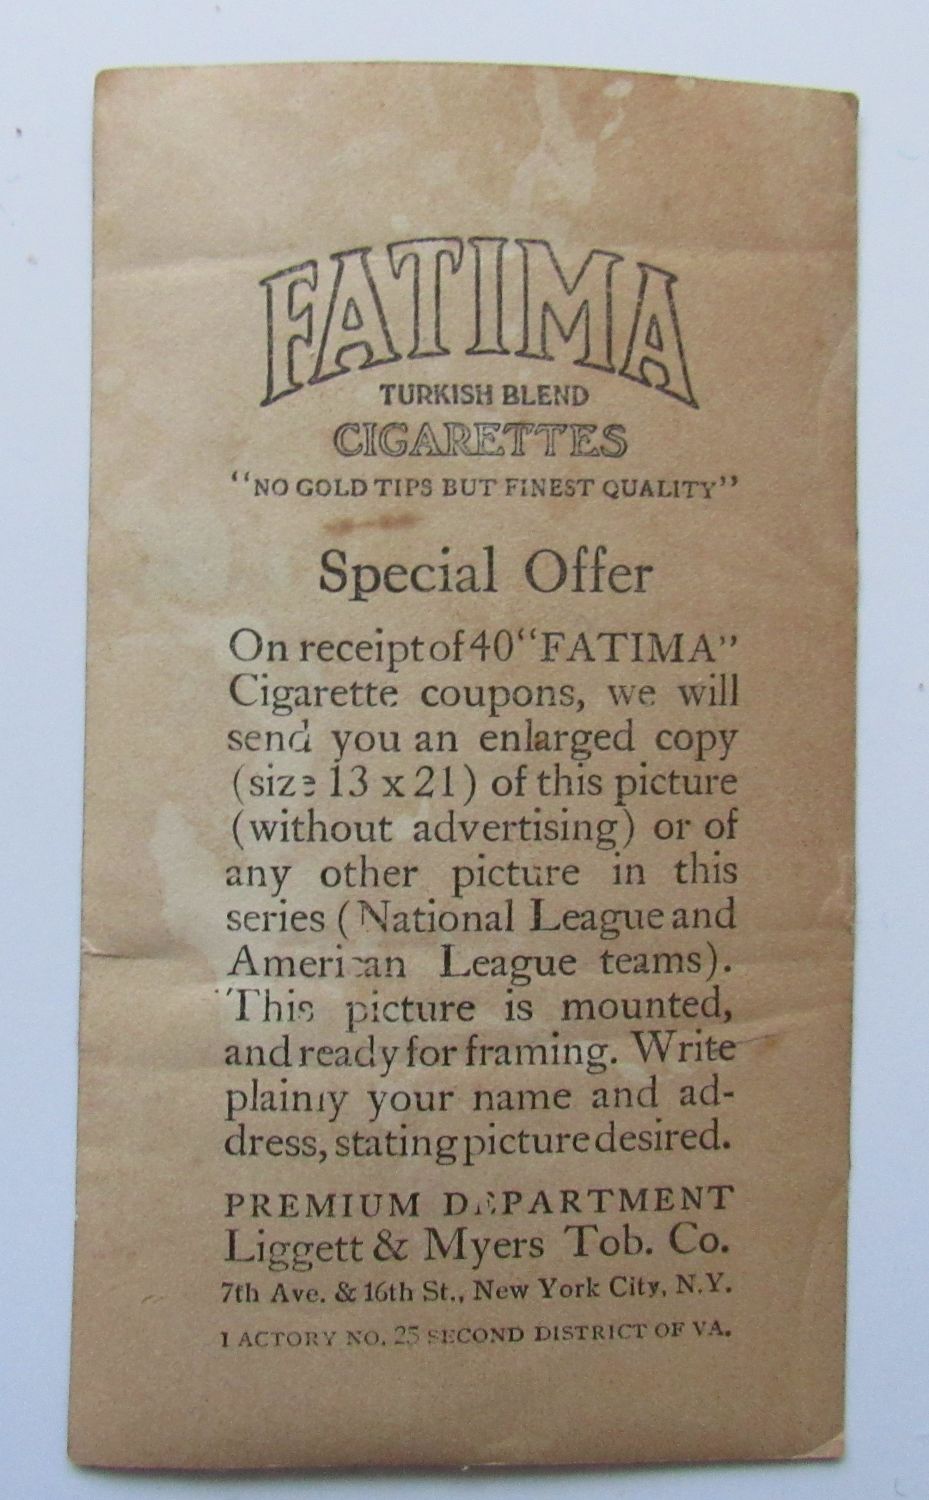 FATIMA
TURKISH BLEND
CIGARETTES
"NO GOLD TIPS BUT FINEST QUALITY"
Special Offer
On receipt of 40 "FATIMA"
Cigarette coupons, we will
send you an enlarged copy
(size 13 x 21) of this picture
(without advertising) or of
any other picture in this
series (National League and
American League teams).
This picture is mounted,
and ready for framing. Write
plainly your name and ad-
dress, stating picture desired.
PREMIUM DEPARTMENT
Liggett & Myers Tob. Co.
7th Ave. & 16th St., New York City, N.Y.
FACTORY NO. 25 SECOND DISTRICT OF VA.